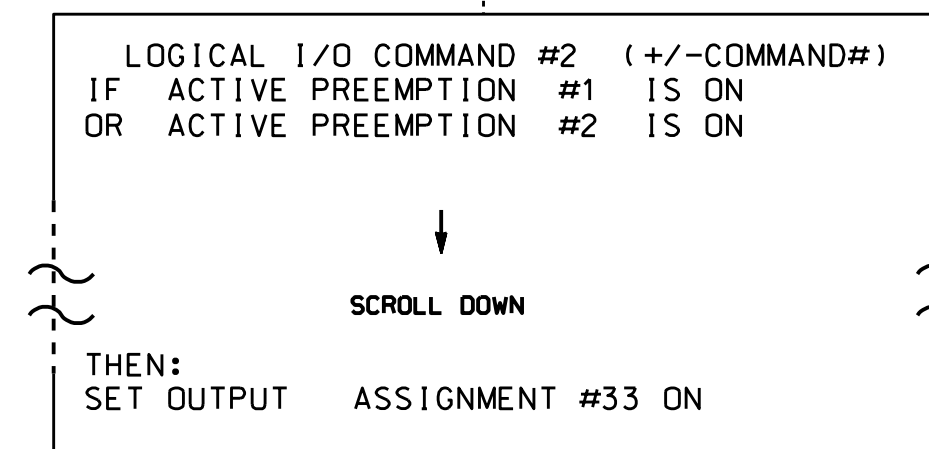 LOGICAL I/O COMMAND #2 (+/-COMMAND#)
IF ACTIVE PREEMPTION #1 IS ON
OR ACTIVE PREEMPTION #2 IS ON
SCROLL DOWN
THEN:
SET OUTPUT ASSIGNMENT #33 ON